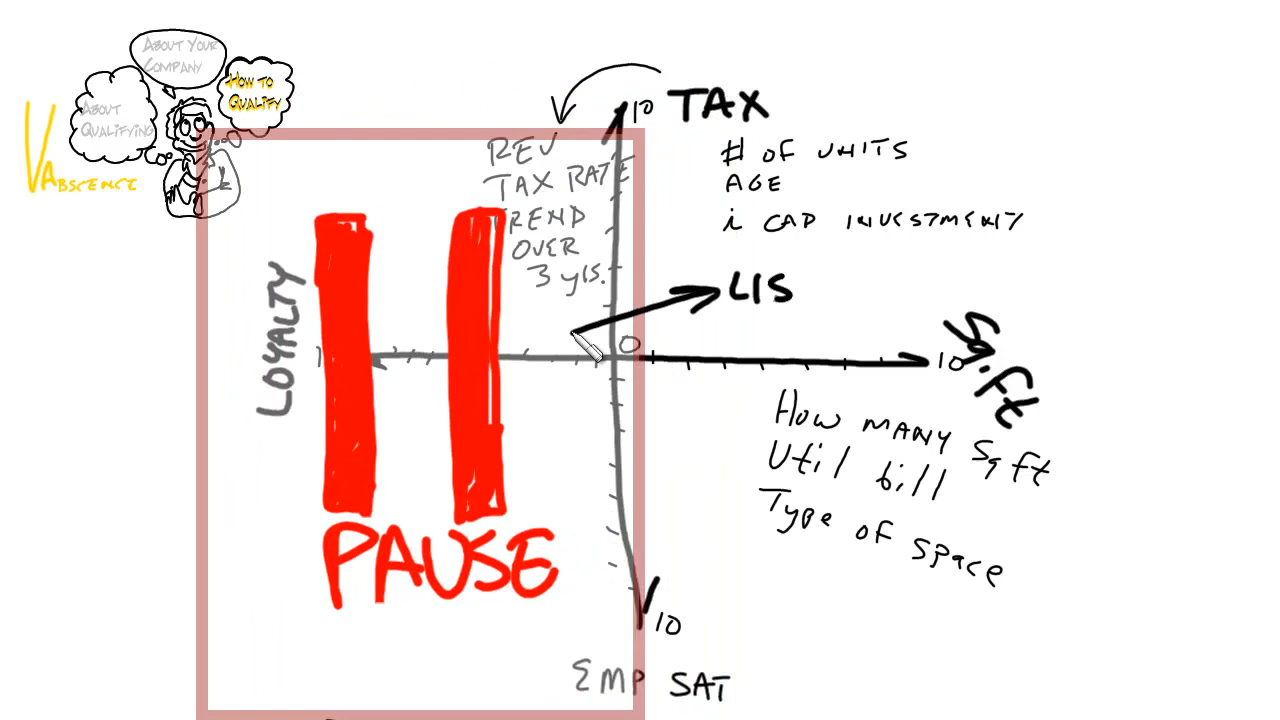 ABOUT YOUR
COMPANY
HOW TO
QUALIFY
ABOUT
QUALIFYING
VABSCENCE
10 TAX
# OF UNITS
AGE
i CAP INVESTMENT
REV
TAX RATE
TREND
OVER
3 yrs.
LIS
LOYALTY
0
10
Sq.ft
How MANY Sq ft
Util bill
Type of space
PAUSE
10
EMP SAT